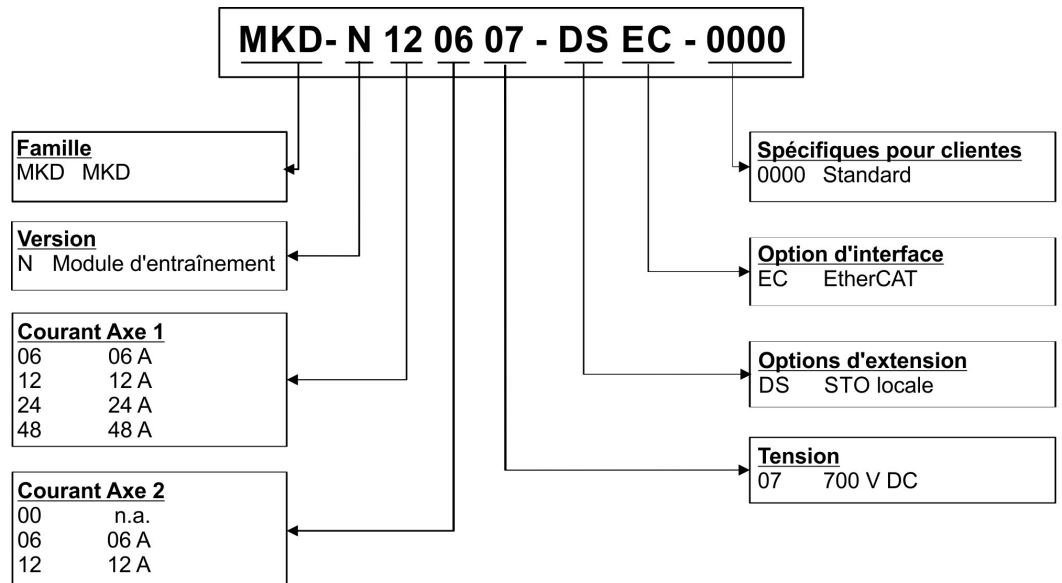 MKD- N 12 06 07 - DS EC - 0000
Famille
MKD MKD
Version
N Module d'entraînement
Courant Axe 1
06 06 A
12 12 A
24 24 A
48 48 A
Courant Axe 2
00 n.a.
06 06 A
12 12 A
Spécifiques pour clientes
0000 Standard
Option d'interface
EC EtherCAT
Options d'extension
DS STO locale
Tension
07 700 V DC